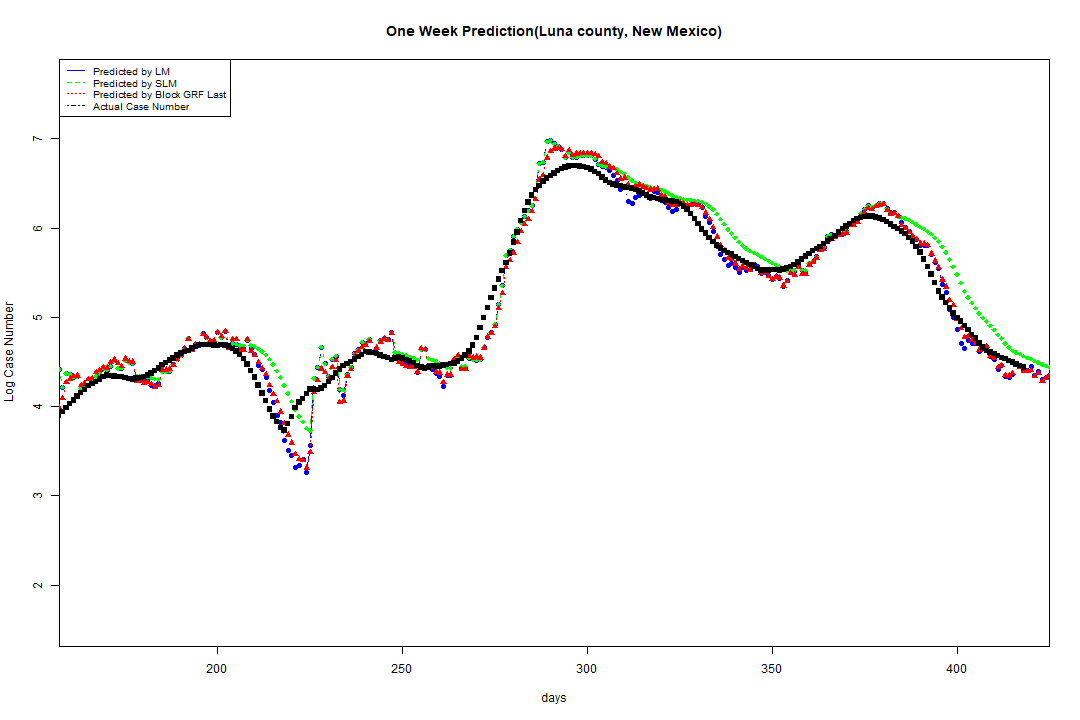 One Week Prediction(Luna county, New Mexico)
Predicted by LM
Predicted by SLM
Predicted by Block GRF Last
Actual Case Number
7
6
5
4
3
2
Log Case Number
200
250
300
350
400
days